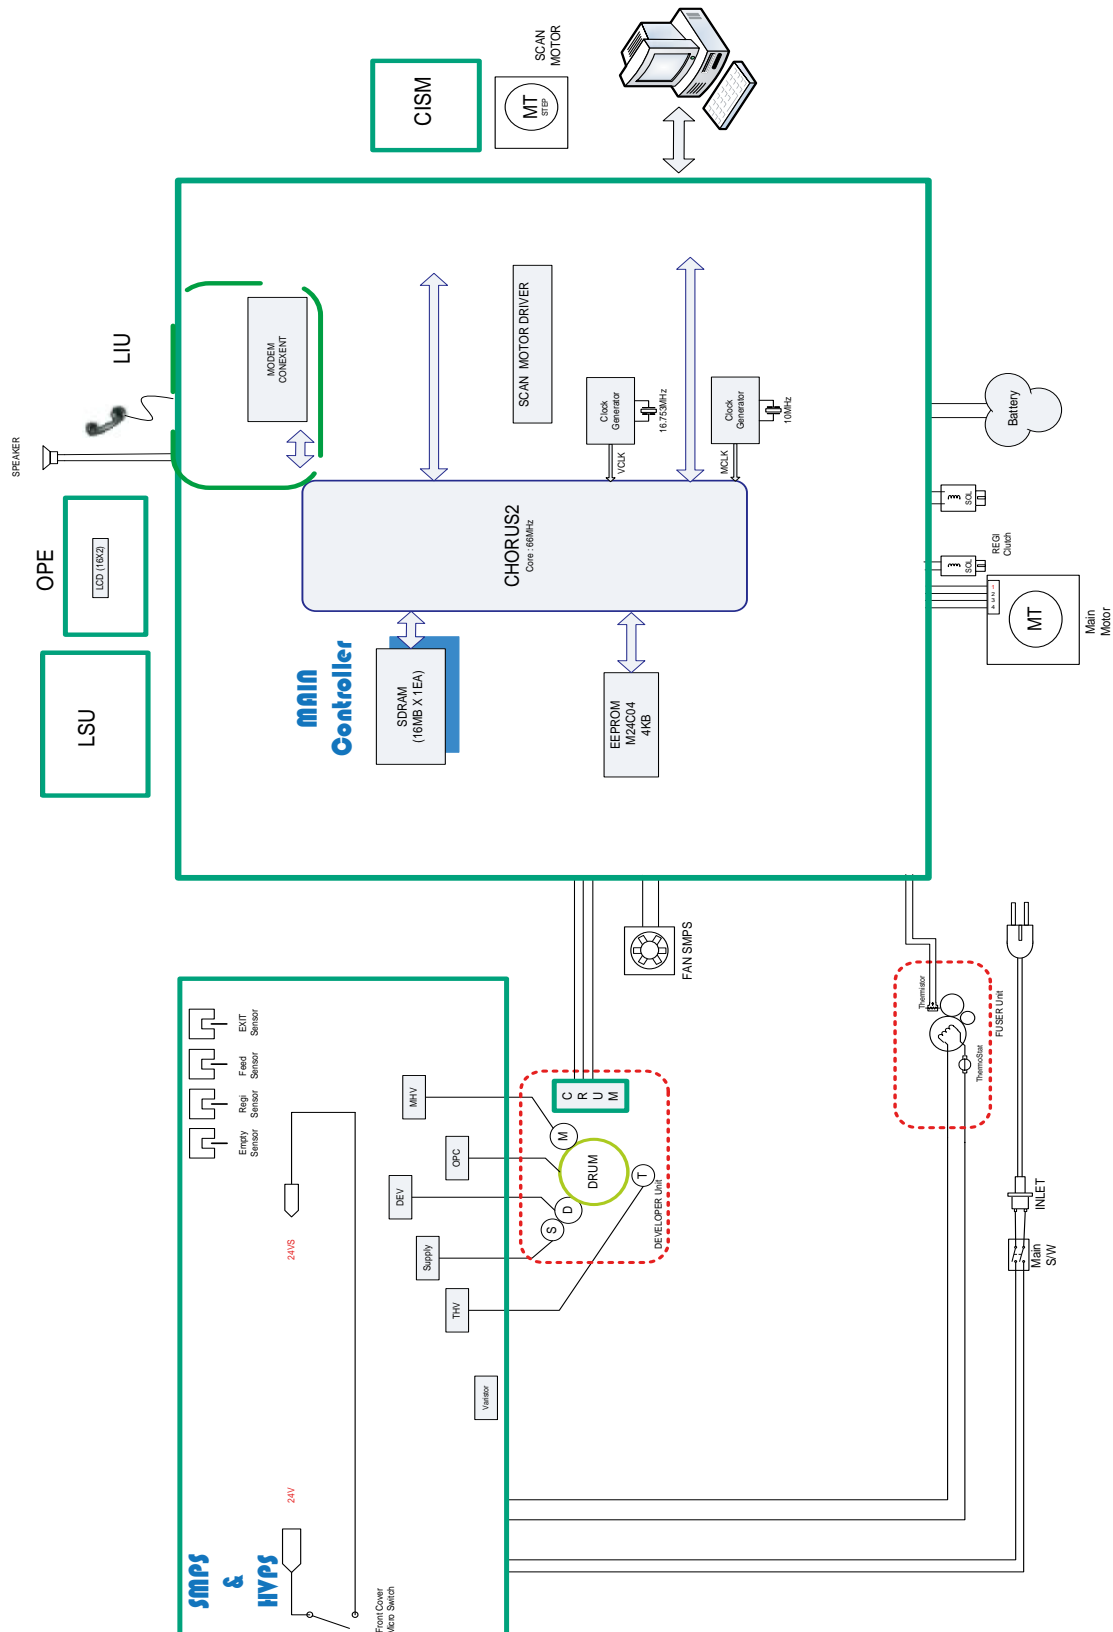 SCAN
MOTOR
CISM
MT
STEP
LIU
MODEM
CONEXENT
SCAN MOTOR DRIVER
Clock
Generator
16.753MHz
VCLK
Clock
Generator
10MHz
MCLK
Battery
SPEAKER
OPE
LCD (16X2)
CHORUS2
Core : 66MHz
SOL
SOL
REGI
Clutch
1
2
3
4
MT
Main
Motor
LSU
MAIN
Controller
SDRAM
(16MB X 1EA)
EEPROM
M24C04
4KB
FAN SMPS
EXIT
Sensor
Feed
Sensor
Regi
Sensor
Empty
Sensor
24VS
24V
SMPS
&
HVPS
Front Cover
Micro Switch
MHV
OPC
DEV
Supply
THV
Varistor
C
R
U
M
M
DRUM
D
S
T
DEVELOPER Unit
Thermistor
ThermoStat
FUSER Unit
INLET
Main
S/W